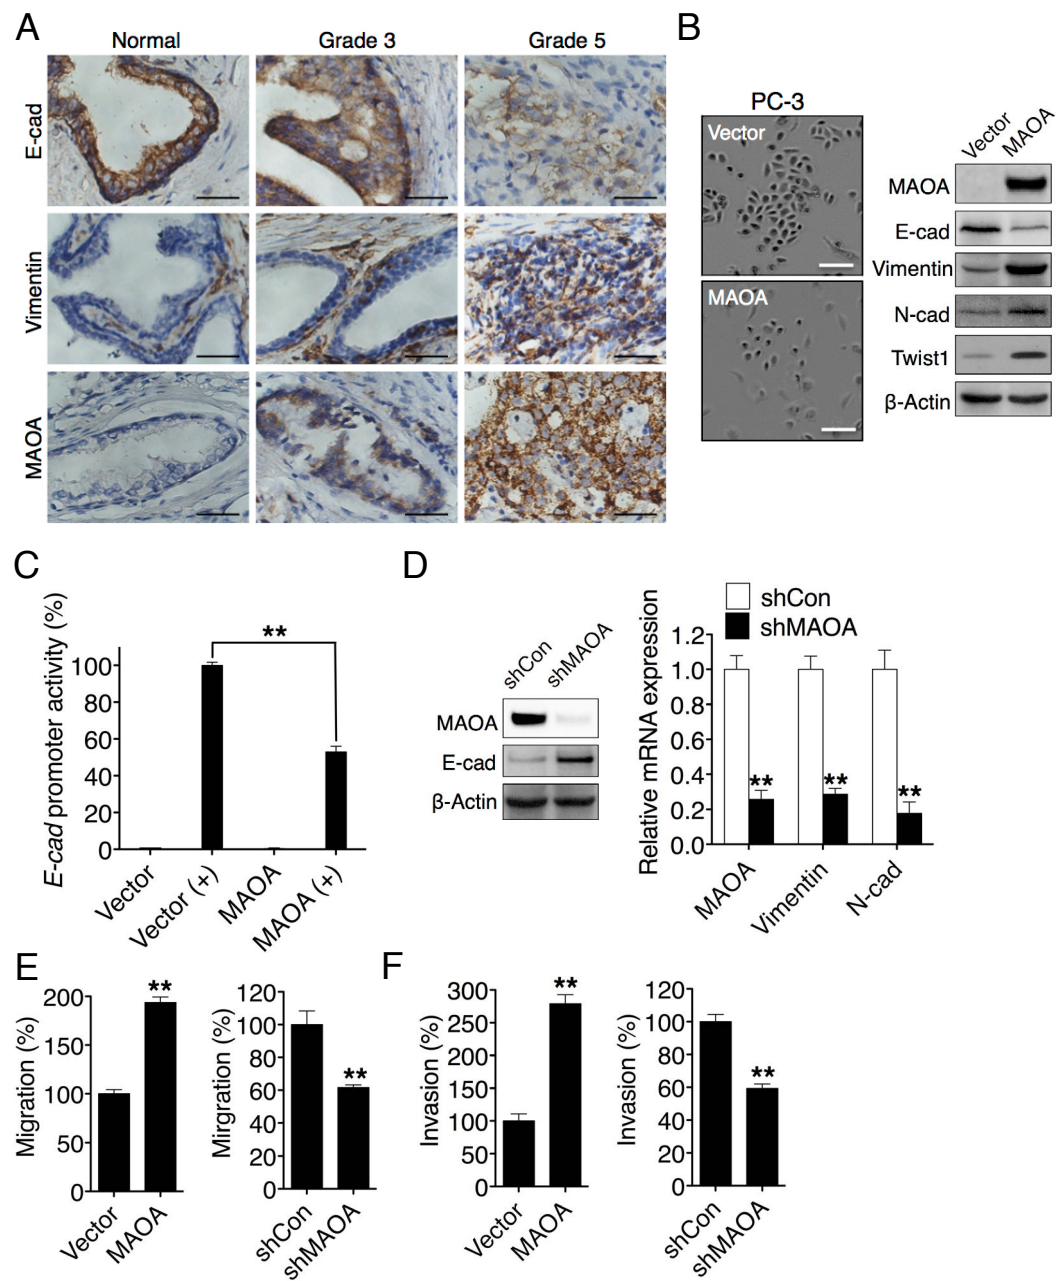 A
Normal
Grade 3
Grade 5
E-cad
Vimentin
MAOA
B
PC-3
Vector
MAOA
Vector
MAOA
MAOA
E-cad
Vimentin
N-cad
Twist1
β-Actin
C
E-cad promoter activity (%)
100
80
60
40
20
0
**
Vector
Vector (+)
MAOA
MAOA (+)
D
shCon
shMAOA
MAOA
E-cad
β-Actin
shCon
shMAOA
Relative mRNA expression
1.2
1.0
0.8
0.6
0.4
0.2
0.0
**
**
**
MAOA
Vimentin
N-cad
E
Migration (%)
200
150
100
50
0
**
Vector
MAOA
Mirgration (%)
120
100
80
60
40
20
0
**
shCon
shMAOA
F
Invasion (%)
300
250
200
150
100
50
0
**
Vector
MAOA
Invasion (%)
120
100
80
60
40
20
0
**
shCon
shMAOA